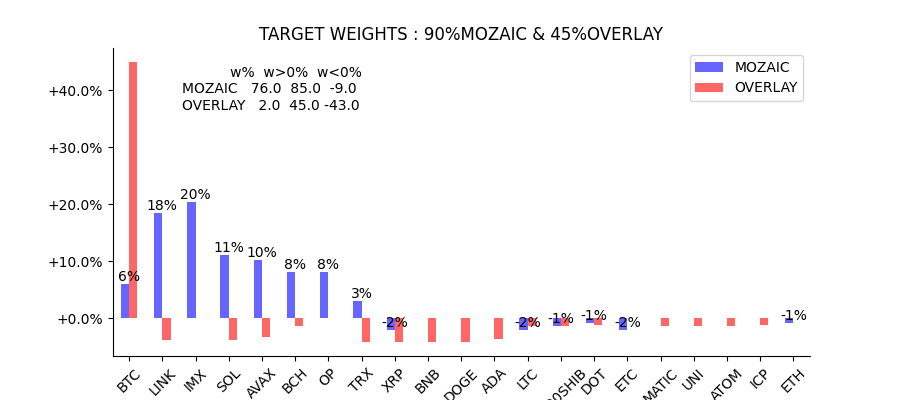 TARGET WEIGHTS : 90%MOZAIC & 45%OVERLAY
w% w>0% w<0%
MOZAIC 76.0 85.0 -9.0
OVERLAY 2.0 45.0 -43.0
MOZAIC
OVERLAY
+40.0%
+30.0%
+20.0%
+10.0%
+0.0%
6%
18%
20%
11%
10%
8%
8%
3%
-2%
-2%
-1%
-1%
-2%
-1%
BTC
LINK
IMX
SOL
AVAX
BCH
OP
TRX
XRP
BNB
DOGE
ADA
LTC
DOT
ETC
MATIC
UNI
ATOM
ICP
ETH